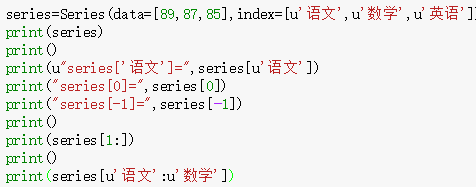 series=Series(data=[89,87,85],index=[u'语文',u'数学',u'英语']
print(series)
print()
print(u"series['语文']=",series[u'语文'])
print("series[0]=",series[0])
print("series[-1]=",series[-1])
print()
print(series[1:])
print()
print(series[u'语文':u'数学'])